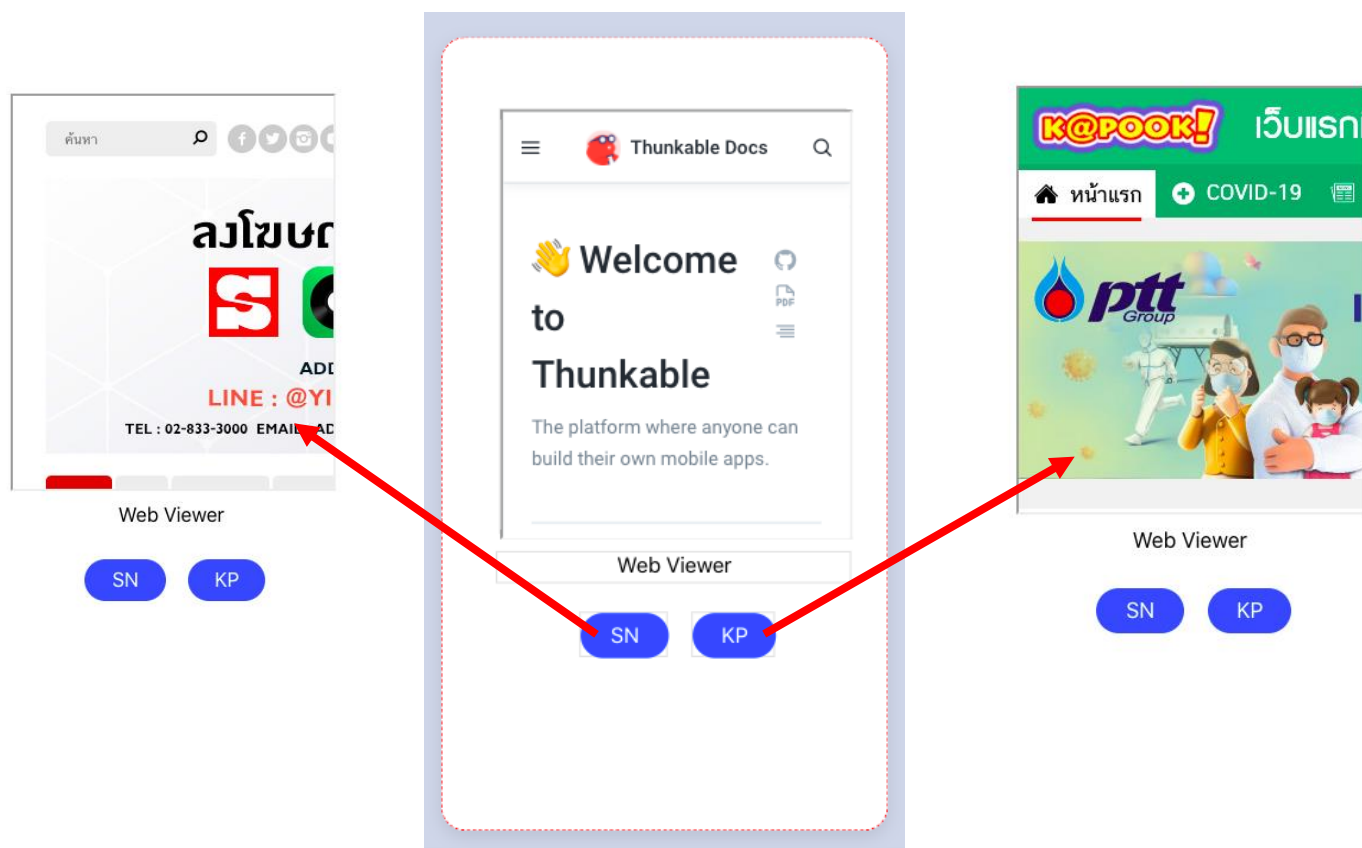 ค้นหา
ลงโฆษณ
S
ADD
LINE : @YI
TEL : 02-833-3000 EMAIL AD
Web Viewer
SN KP
Thunkable Docs
👋 Welcome
to
Thunkable
PDF
The platform where anyone can
build their own mobile apps.
Web Viewer
SN KP
K@POOK! เว็บแรก
หน้าแรก COVID-19
ptt
Group
Web Viewer
SN KP